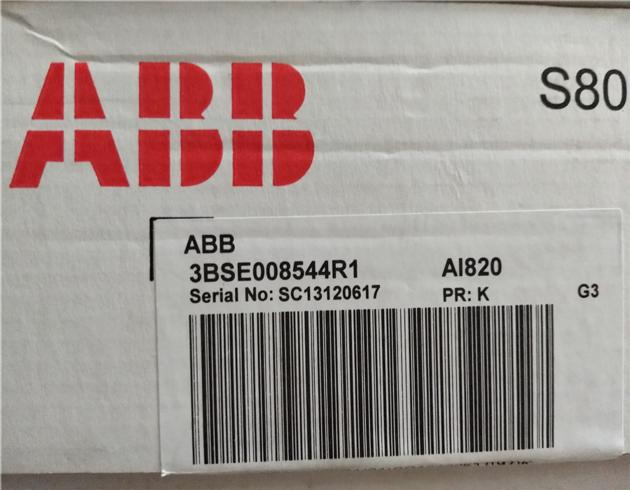 ABB
S80
ABB
3BSE008544R1 AI820
Serial No: SC13120617 PR: K G3